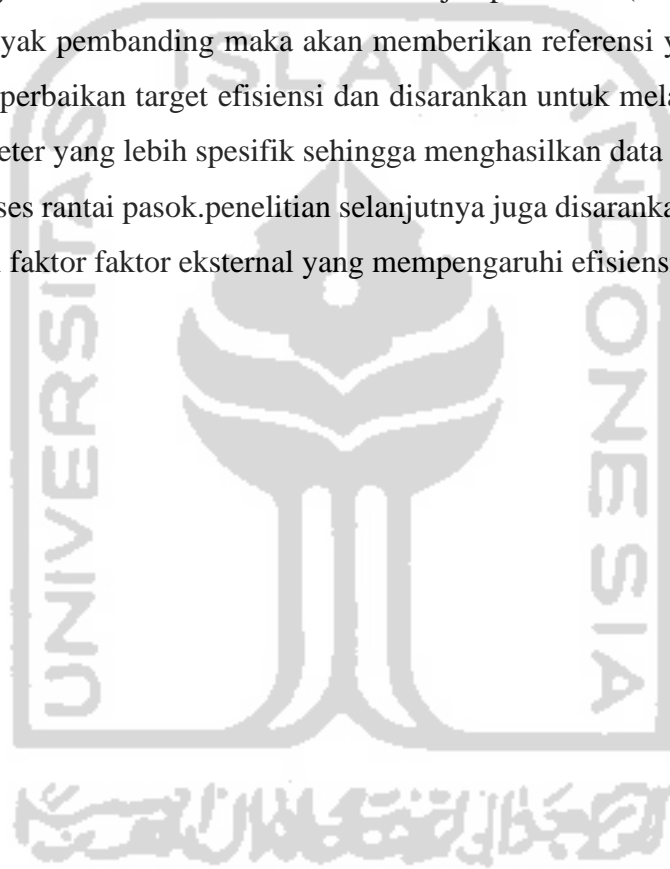 yak pembanding maka akan memberikan referensi y
perbaikan target efisiensi dan disarankan untuk mela
eter yang lebih spesifik sehingga menghasilkan data
ses rantai pasok.penelitian selanjutnya juga disaranka
faktor faktor eksternal yang mempengaruhi efisiens
ISLAM
UNIVERSITAS
INDONESIA